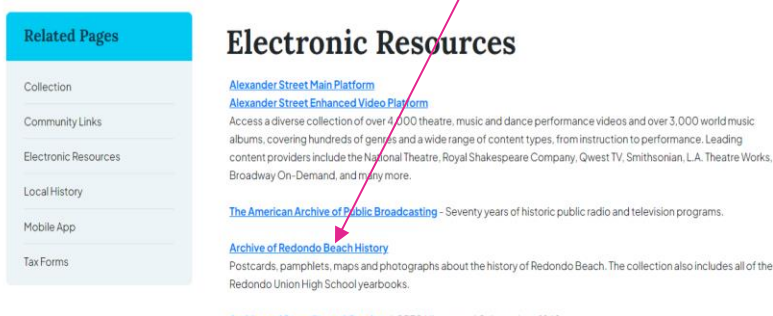 Related Pages
Collection
Community Links
Electronic Resources
Local History
Mobile App
Tax Forms
Electronic Resources
Alexander Street Main Platform
Alexander Street Enhanced Video Platform
Access a diverse collection of over 4,000 theatre, music and dance performance videos and over 3,000 world music
albums, covering hundreds of genres and a wide range of content types, from instruction to performance. Leading
content providers include the National Theatre, Royal Shakespeare Company, Qwest TV, Smithsonian, L.A. Theatre Works,
Broadway On-Demand, and many more.
The American Archive of Public Broadcasting - Seventy years of historic public radio and television programs.
Archive of Redondo Beach History
Postcards, pamphlets, maps and photographs about the history of Redondo Beach. The collection also includes all of the
Redondo Union High School yearbooks.